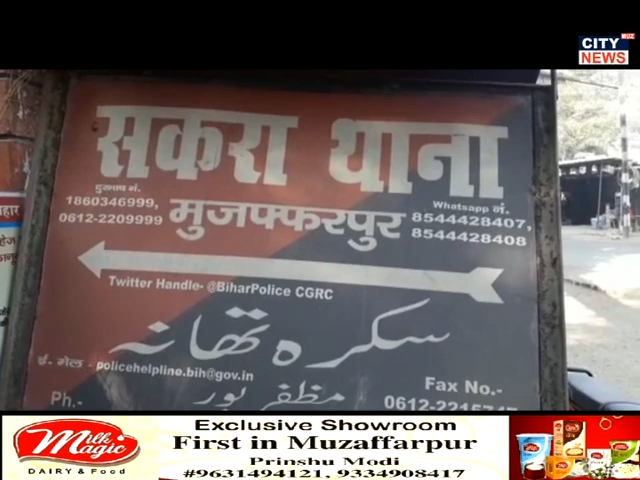 CITY MUZ
NEWS
सकरा थाना
दुरभाष नं.
1860346999,
0612-2209999
मुजफ्फरपुर
Whatsapp नं.
8544428407,
8544428408
Twitter Handle- @BiharPolice CGRC
سکرہ تھانہ
ई. मेल - policehelpline.bih@gov.in
مظفر پور
Ph.-
Fax No.-
Milk Magic
DAIRY & FOOD
Exclusive Showroom
First in Muzaffarpur
Prinshu Modi
#9631494121, 9334908417